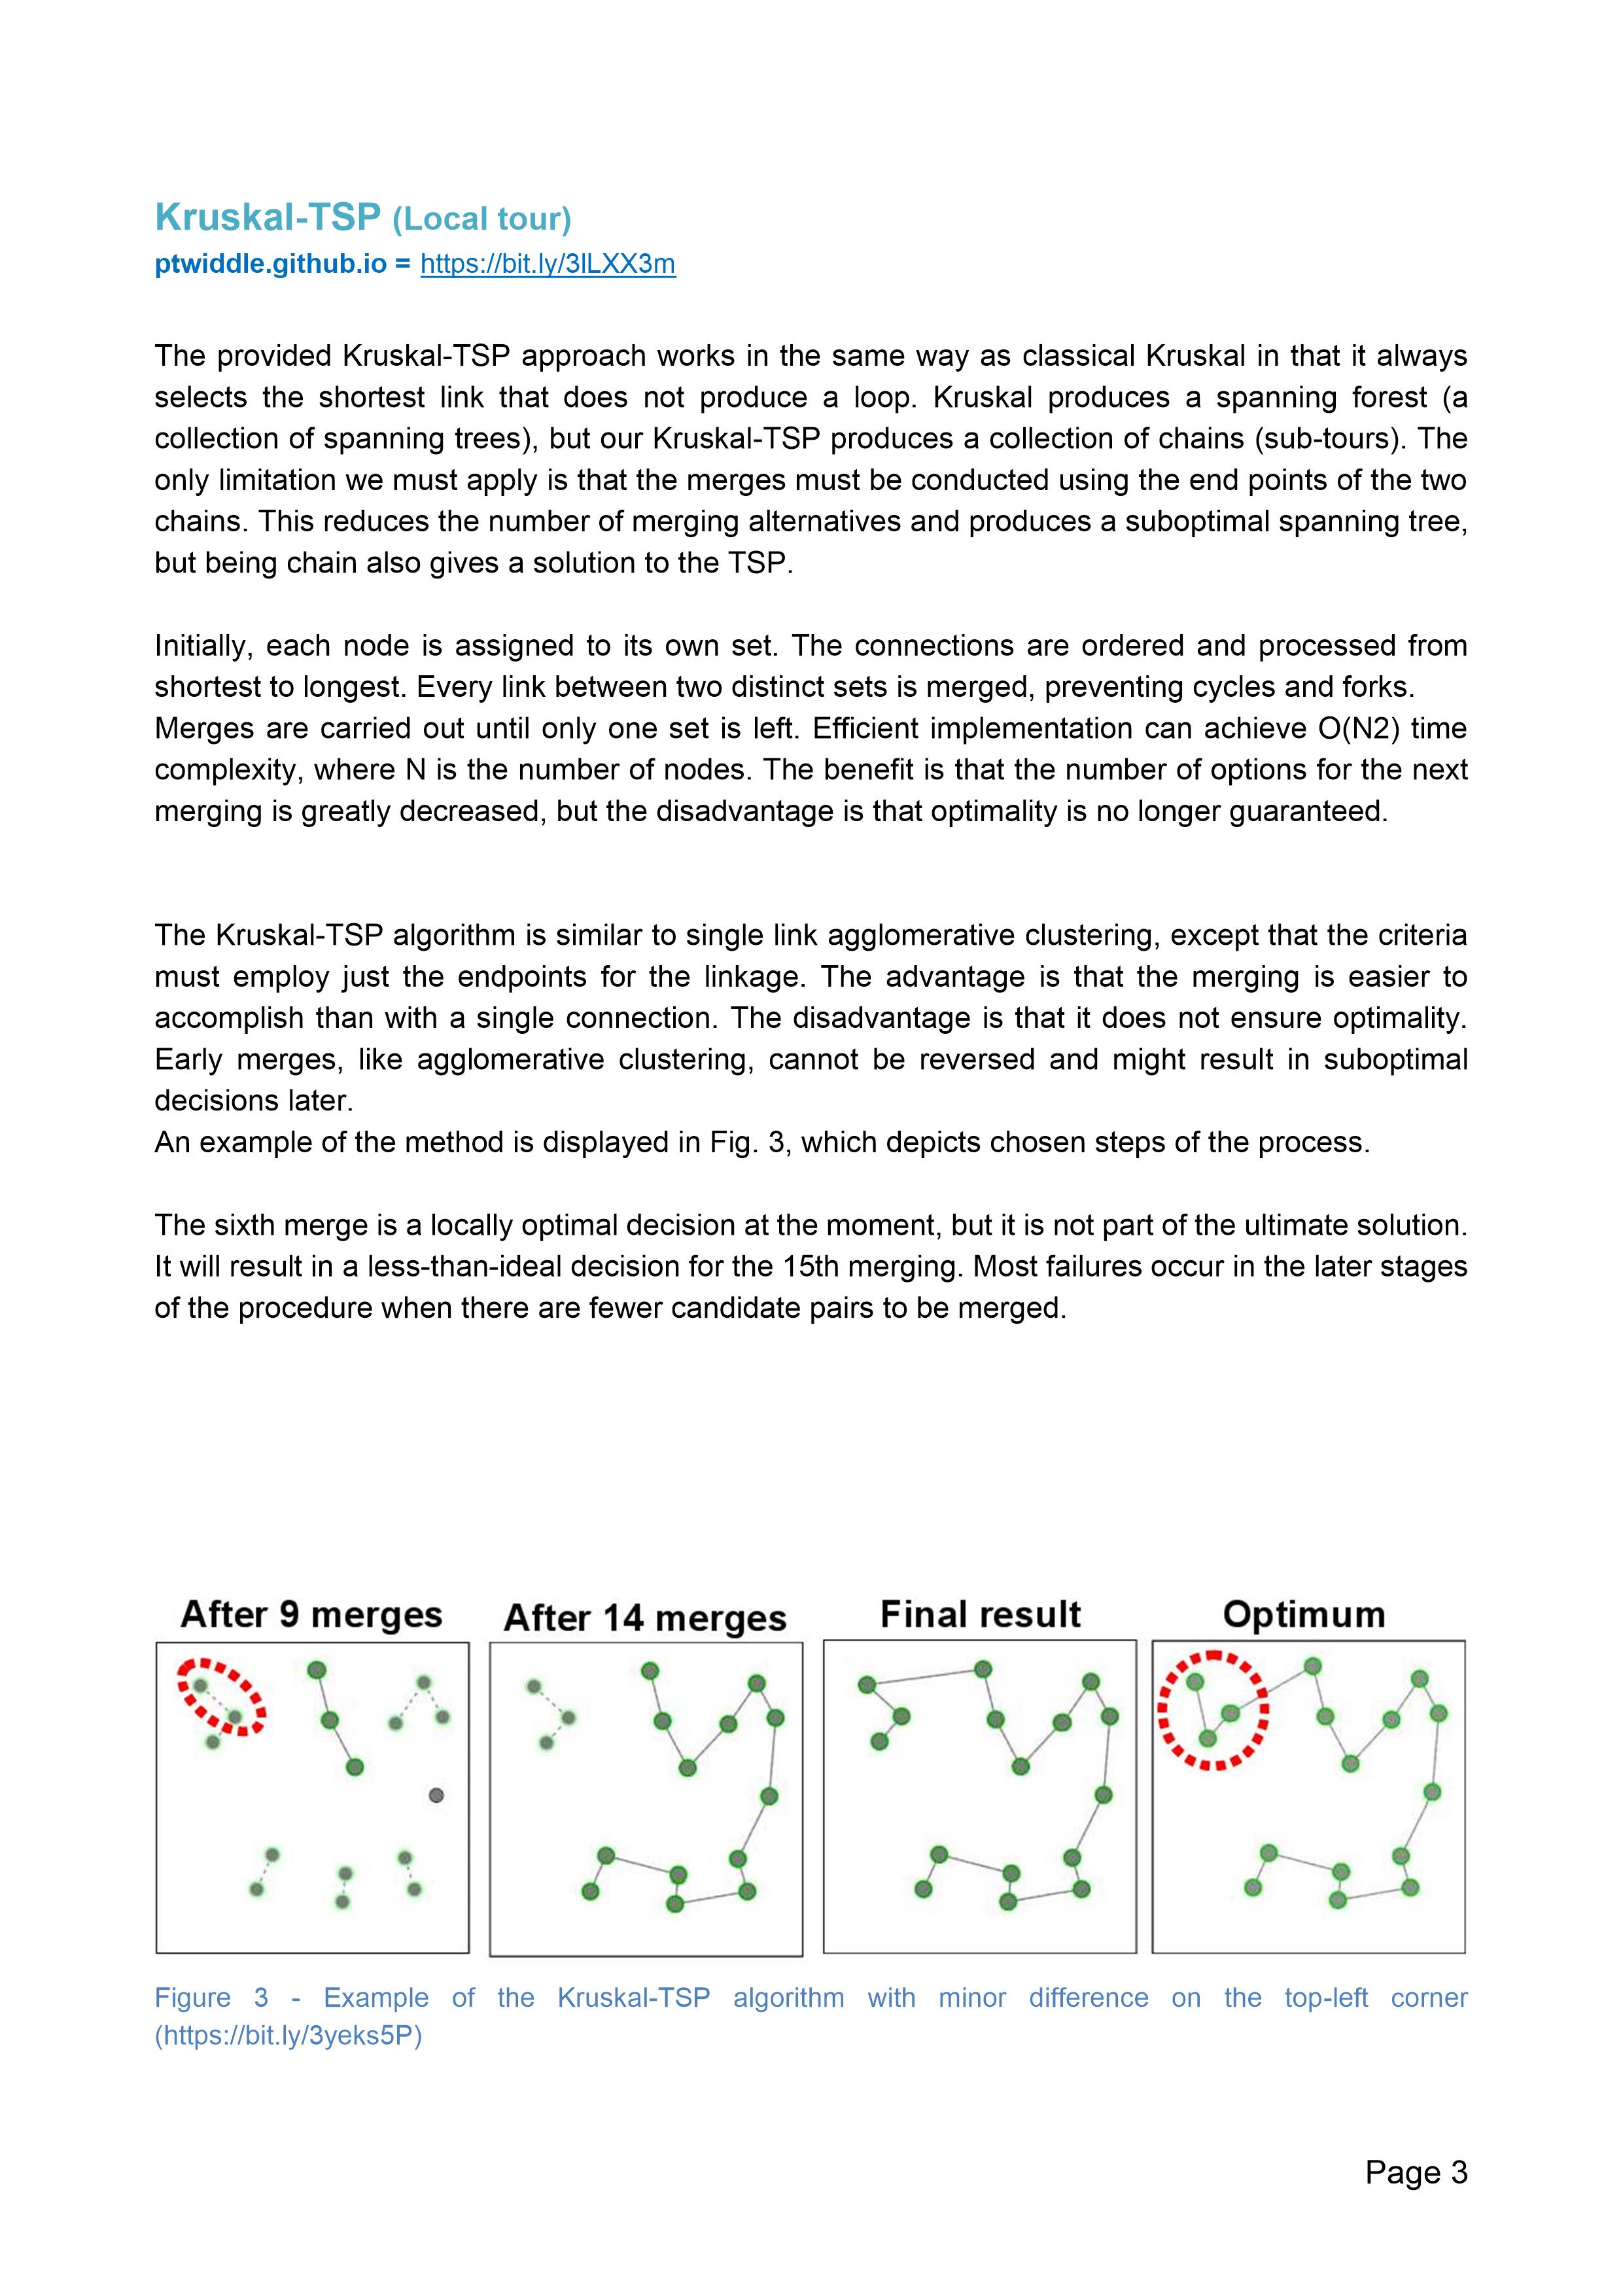 Kruskal-TSP (Local tour)
ptwiddle.github.io = https://bit.ly/3lLXX3m
The provided Kruskal-TSP approach works in the same way as classical Kruskal in that it always
selects the shortest link that does not produce a loop. Kruskal produces a spanning forest (a
collection of spanning trees), but our Kruskal-TSP produces a collection of chains (sub-tours). The
only limitation we must apply is that the merges must be conducted using the end points of the two
chains. This reduces the number of merging alternatives and produces a suboptimal spanning tree,
but being chain also gives a solution to the TSP.
Initially, each node is assigned to its own set. The connections are ordered and processed from
shortest to longest. Every link between two distinct sets is merged, preventing cycles and forks.
Merges are carried out until only one set is left. Efficient implementation can achieve O(N2) time
complexity, where N is the number of nodes. The benefit is that the number of options for the next
merging is greatly decreased, but the disadvantage is that optimality is no longer guaranteed.
The Kruskal-TSP algorithm is similar to single link agglomerative clustering, except that the criteria
must employ just the endpoints for the linkage. The advantage is that the merging is easier to
accomplish than with a single connection. The disadvantage is that it does not ensure optimality.
Early merges, like agglomerative clustering, cannot be reversed and might result in suboptimal
decisions later.
An example of the method is displayed in Fig. 3, which depicts chosen steps of the process.
The sixth merge is a locally optimal decision at the moment, but it is not part of the ultimate solution.
It will result in a less-than-ideal decision for the 15th merging. Most failures occur in the later stages
of the procedure when there are fewer candidate pairs to be merged.
After 9 merges
After 14 merges
Final result
Optimum
Figure 3 - Example of the Kruskal-TSP algorithm with minor difference on the top-left corner
(https://bit.ly/3yeks5P)
Page 3